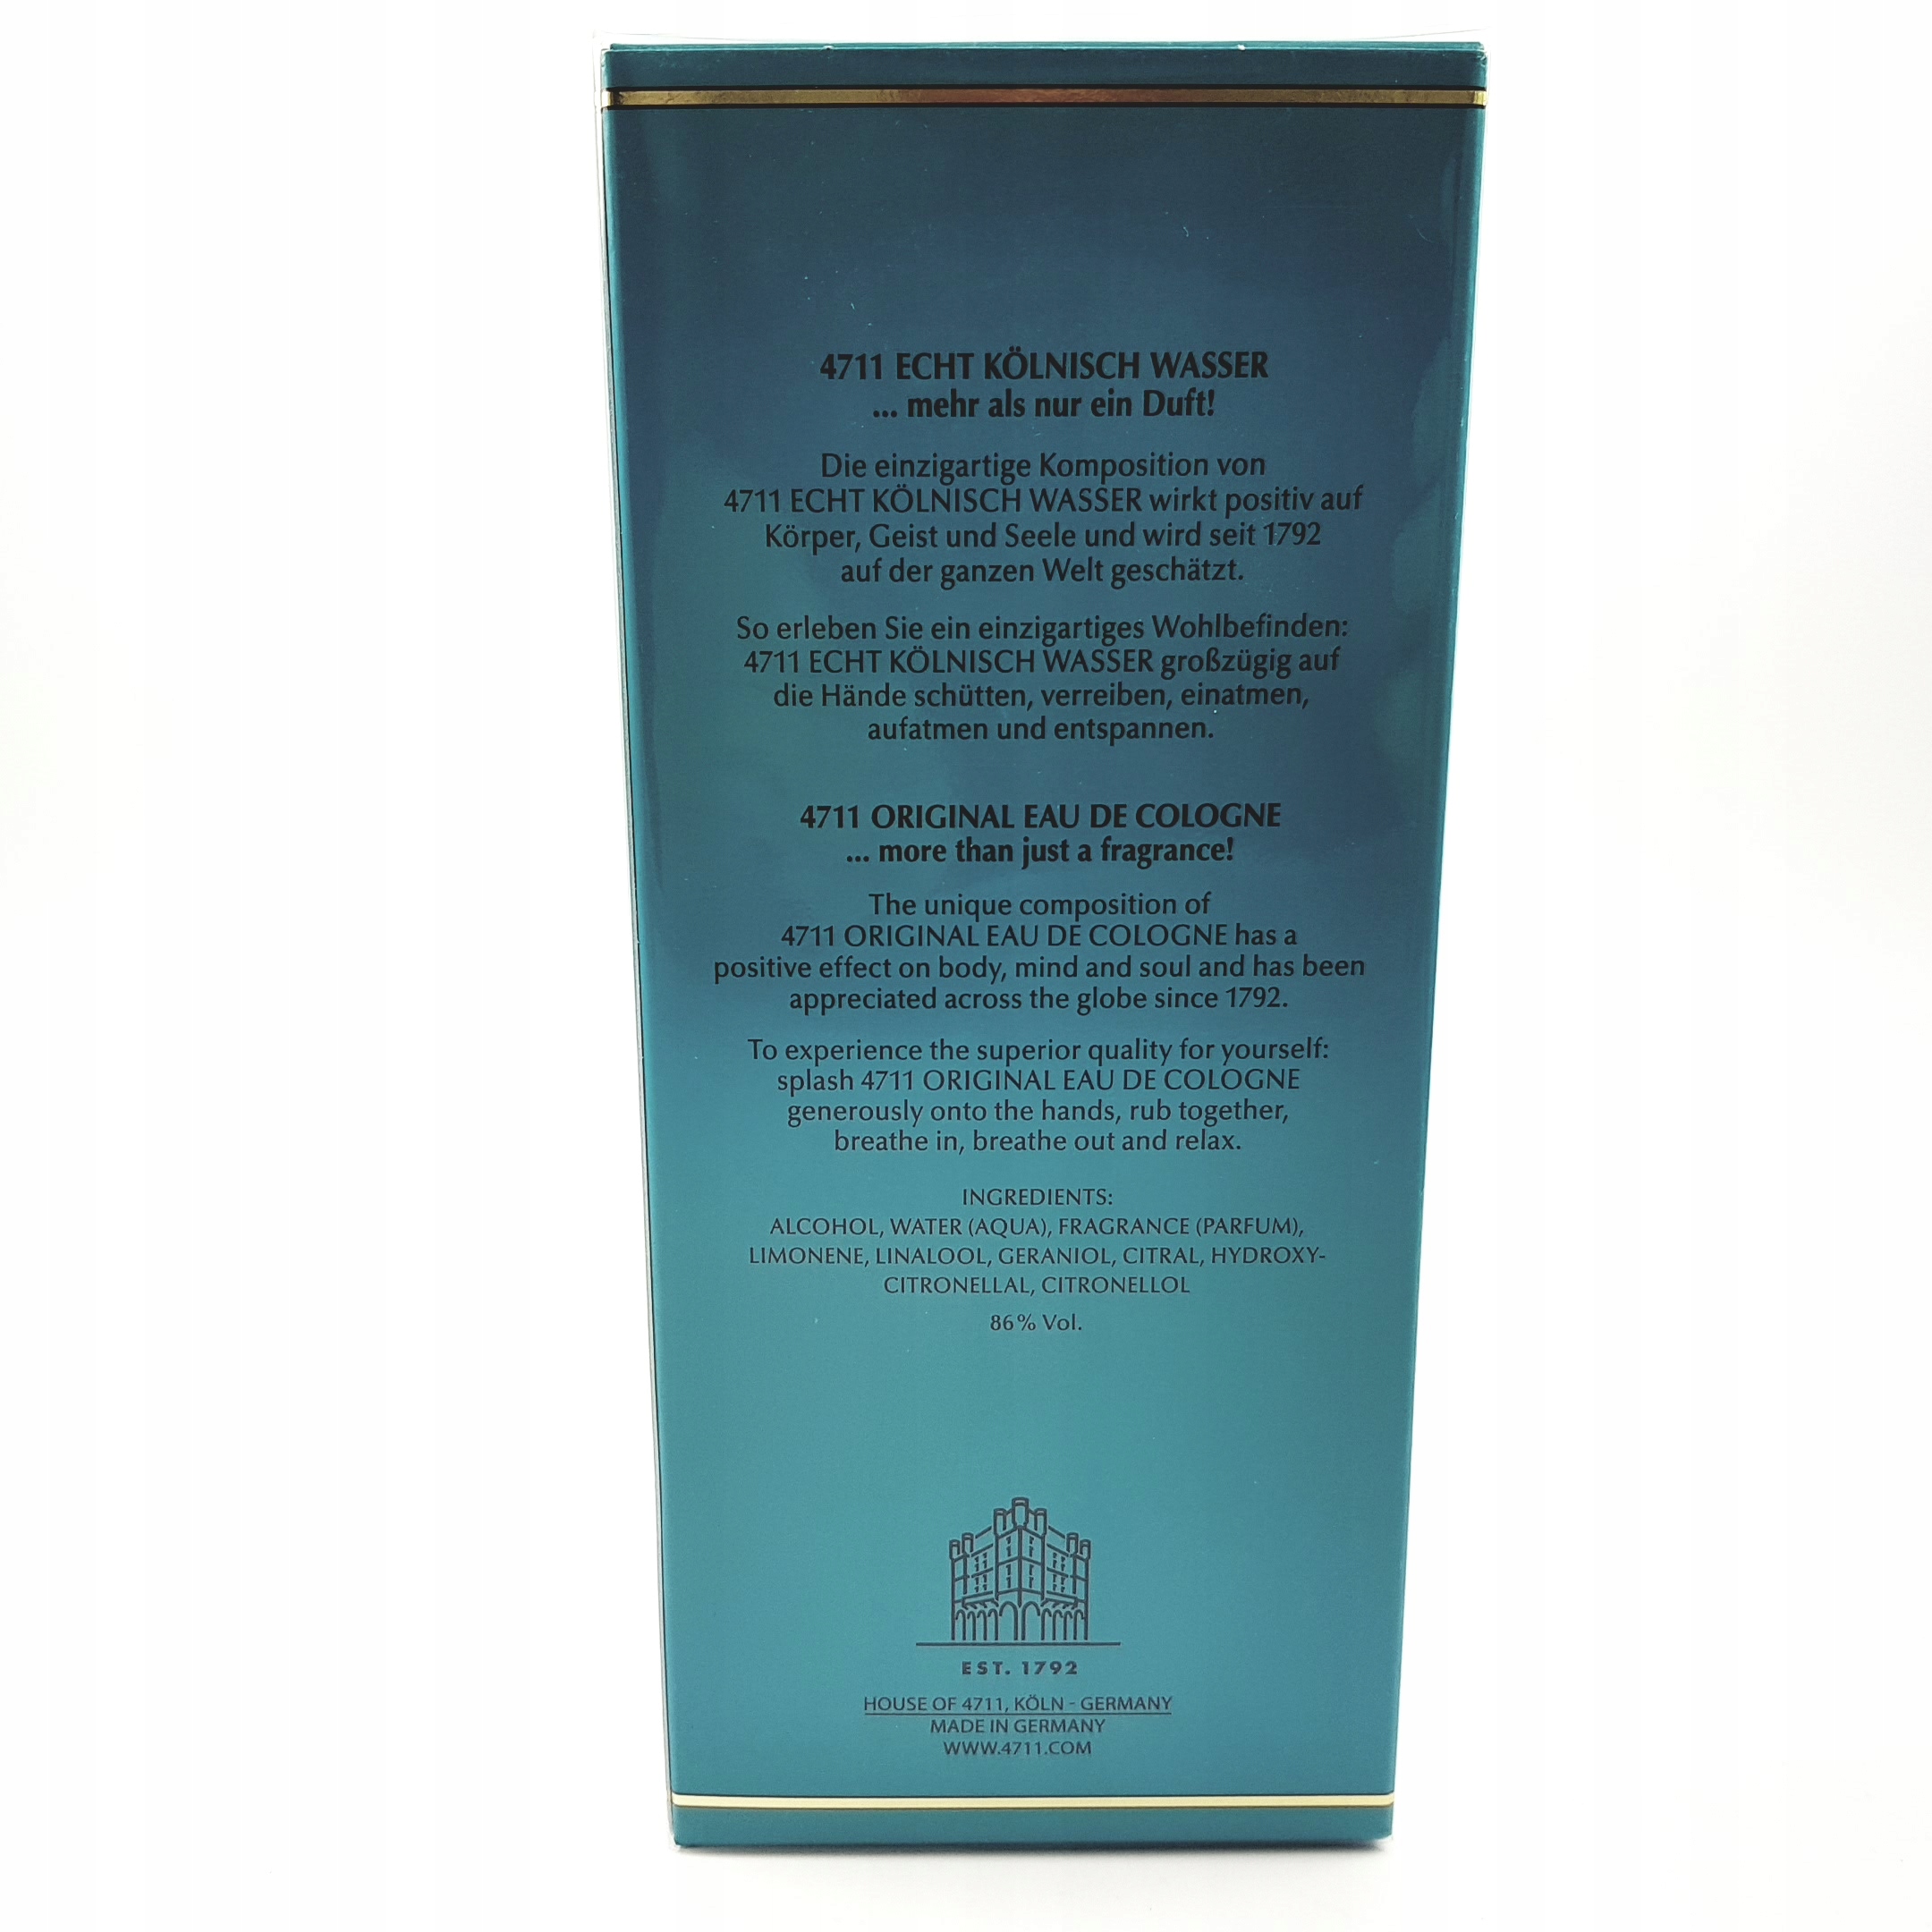 4711 ECHT KÖLNISCH WASSER
... mehr als nur ein Duft!
Die einzigartige Komposition von
4711 ECHT KÖLNISCH WASSER wirkt positiv auf
Körper, Geist und Seele und wird seit 1792
auf der ganzen Welt geschätzt.
So erleben Sie ein einzigartiges Wohlbefinden:
4711 ECHT KÖLNISCH WASSER großzügig auf
die Hände schütten, verreiben, einatmen,
aufatmen und entspannen.
4711 ORIGINAL EAU DE COLOGNE
... more than just a fragrance!
The unique composition of
4711 ORIGINAL EAU DE COLOGNE has a
positive effect on body, mind and soul and has been
appreciated across the globe since 1792.
To experience the superior quality for yourself:
splash 4711 ORIGINAL EAU DE COLOGNE
generously onto the hands, rub together,
breathe in, breathe out and relax.
INGREDIENTS:
ALCOHOL, WATER (AQUA), FRAGRANCE (PARFUM),
LIMONENE, LINALOOL, GERANIOL, CITRAL, HYDROXY-
CITRONELLAL, CITRONELLOL
86% Vol.
EST. 1792
HOUSE OF 4711, KÖLN - GERMANY
MADE IN GERMANY
WWW.4711.COM